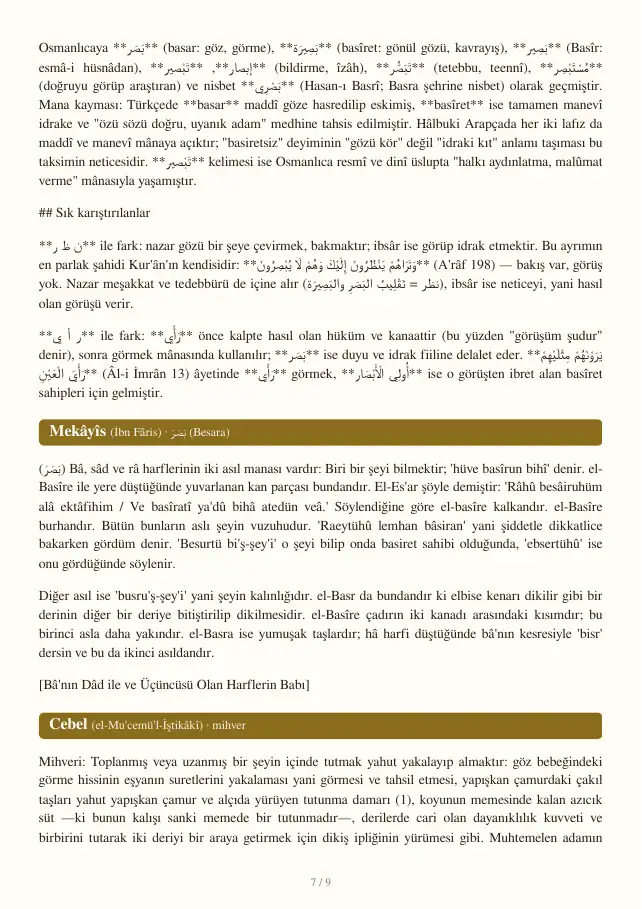 Osmanlıcaya **بَصَر** (basar: göz, görme), **بَصِيرَة** (basîret: gönül gözü, kavrayış), **بَصِير** (Basîr:
esmâ-i hüsnâdan), **إبصار**, **تَبْصِير** (bildirme, îzâh), **تَبَصُّر** (tetebbu, teennî), **مُسْتَبْصِر**
(doğruyu görüp araştıran) ve nisbet **بَصْرِي** (Hasan-ı Basrî; Basra şehrine nisbet) olarak geçmiştir.
Mana kayması: Türkçede **basar** maddî göze hasredilip eskimiş, **basîret** ise tamamen manevî
idrake ve "özü sözü doğru, uyanık adam" medhine tahsis edilmiştir. Hâlbuki Arapçada her iki lafız da
maddî ve manevî mânaya açıktır; "basiretsiz" deyiminin "gözü kör" değil "idraki kıt" anlamı taşıması bu
taksimin neticesidir. **تَبْصِير** kelimesi ise Osmanlıca resmî ve dinî üslupta "halkı aydınlatma, malûmat
verme" mânasıyla yaşamıştır.
## Sık karıştırılanlar
**ن ظ ر** ile fark: nazar gözü bir şeye çevirmek, bakmaktır; ibsâr ise görüp idrak etmektir. Bu ayrımın
en parlak şahidi Kur'ân'ın kendisidir: **وَتَرَاهُمْ يَنْظُرُونَ إِلَيْكَ وَهُمْ لَا يُبْصِرُونَ** (A'râf 198) — bakış var, görüş
yok. Nazar meşakkat ve tedebbürü de içine alır (نظر = تَقْلِيبُ البَصَرِ والبَصِيرَة), ibsâr ise neticeyi, yani hasıl
olan görüşü verir.
**ر أ ي** ile fark: **رَأْي** önce kalpte hasıl olan hüküm ve kanaattir (bu yüzden "görüşüm şudur"
denir), sonra görmek mânasında kullanılır; **بَصَر** ise duyu ve idrak fiiline delalet eder. **يَرَوْنَهُمْ مِثْلَيْهِمْ
رَأْيَ الْعَيْنِ** (Âl-i İmrân 13) âyetinde **رَأْي** görmek, **أُولِي الْأَبْصَار** ise o görüşten ibret alan basîret
sahipleri için gelmiştir.
Mekâyîs (İbn Fâris) · بَصَرَ (Besara)
(بَصَرَ) Bâ, sâd ve râ harflerinin iki asıl manası vardır: Biri bir şeyi bilmektir; 'hüve basîrun bihî' denir. el-
Basîre ile yere düştüğünde yuvarlanan kan parçası bundandır. El-Es'ar şöyle demiştir: 'Râhû besâiruhüm
alâ ektâfihim / Ve basîratî ya'dû bihâ atedün veâ.' Söylendiğine göre el-basîre kalkandır. el-Basîre
burhandır. Bütün bunların aslı şeyin vuzuhudur. 'Raeytühû lemhan bâsiran' yani şiddetle dikkatlice
bakarken gördüm denir. 'Besurtü bi'ş-şey'i' o şeyi bilip onda basiret sahibi olduğunda, 'ebsertühû' ise
onu gördüğünde söylenir.
Diğer asıl ise 'busru'ş-şey'i' yani şeyin kalınlığıdır. el-Basr da bundandır ki elbise kenarı dikilir gibi bir
derinin diğer bir deriye bitiştirilip dikilmesidir. el-Basîre çadırın iki kanadı arasındaki kısımdır; bu
birinci asla daha yakındır. el-Basra ise yumuşak taşlardır; hâ harfi düştüğünde bâ'nın kesresiyle 'bisr'
dersin ve bu da ikinci asıldandır.
[Bâ'nın Dâd ile ve Üçüncüsü Olan Harflerin Babı]
Cebel (el-Mu'cemü'l-İştikâkî) · mihver
Mihveri: Toplanmış veya uzanmış bir şeyin içinde tutmak yahut yakalayıp almaktır: göz bebeğindeki
görme hissinin eşyanın suretlerini yakalaması yani görmesi ve tahsil etmesi, yapışkan çamurdaki çakıl
taşları yahut yapışkan çamur ve alçıda yürüyen tutunma damarı (1), koyunun memesinde kalan azıcık
süt —ki bunun kalışı sanki memede bir tutunmadır—, derilerde cari olan dayanıklılık kuvveti ve
birbirini tutarak iki deriyi bir araya getirmek için dikiş ipliğinin yürümesi gibi. Muhtemelen adamın
7 / 9